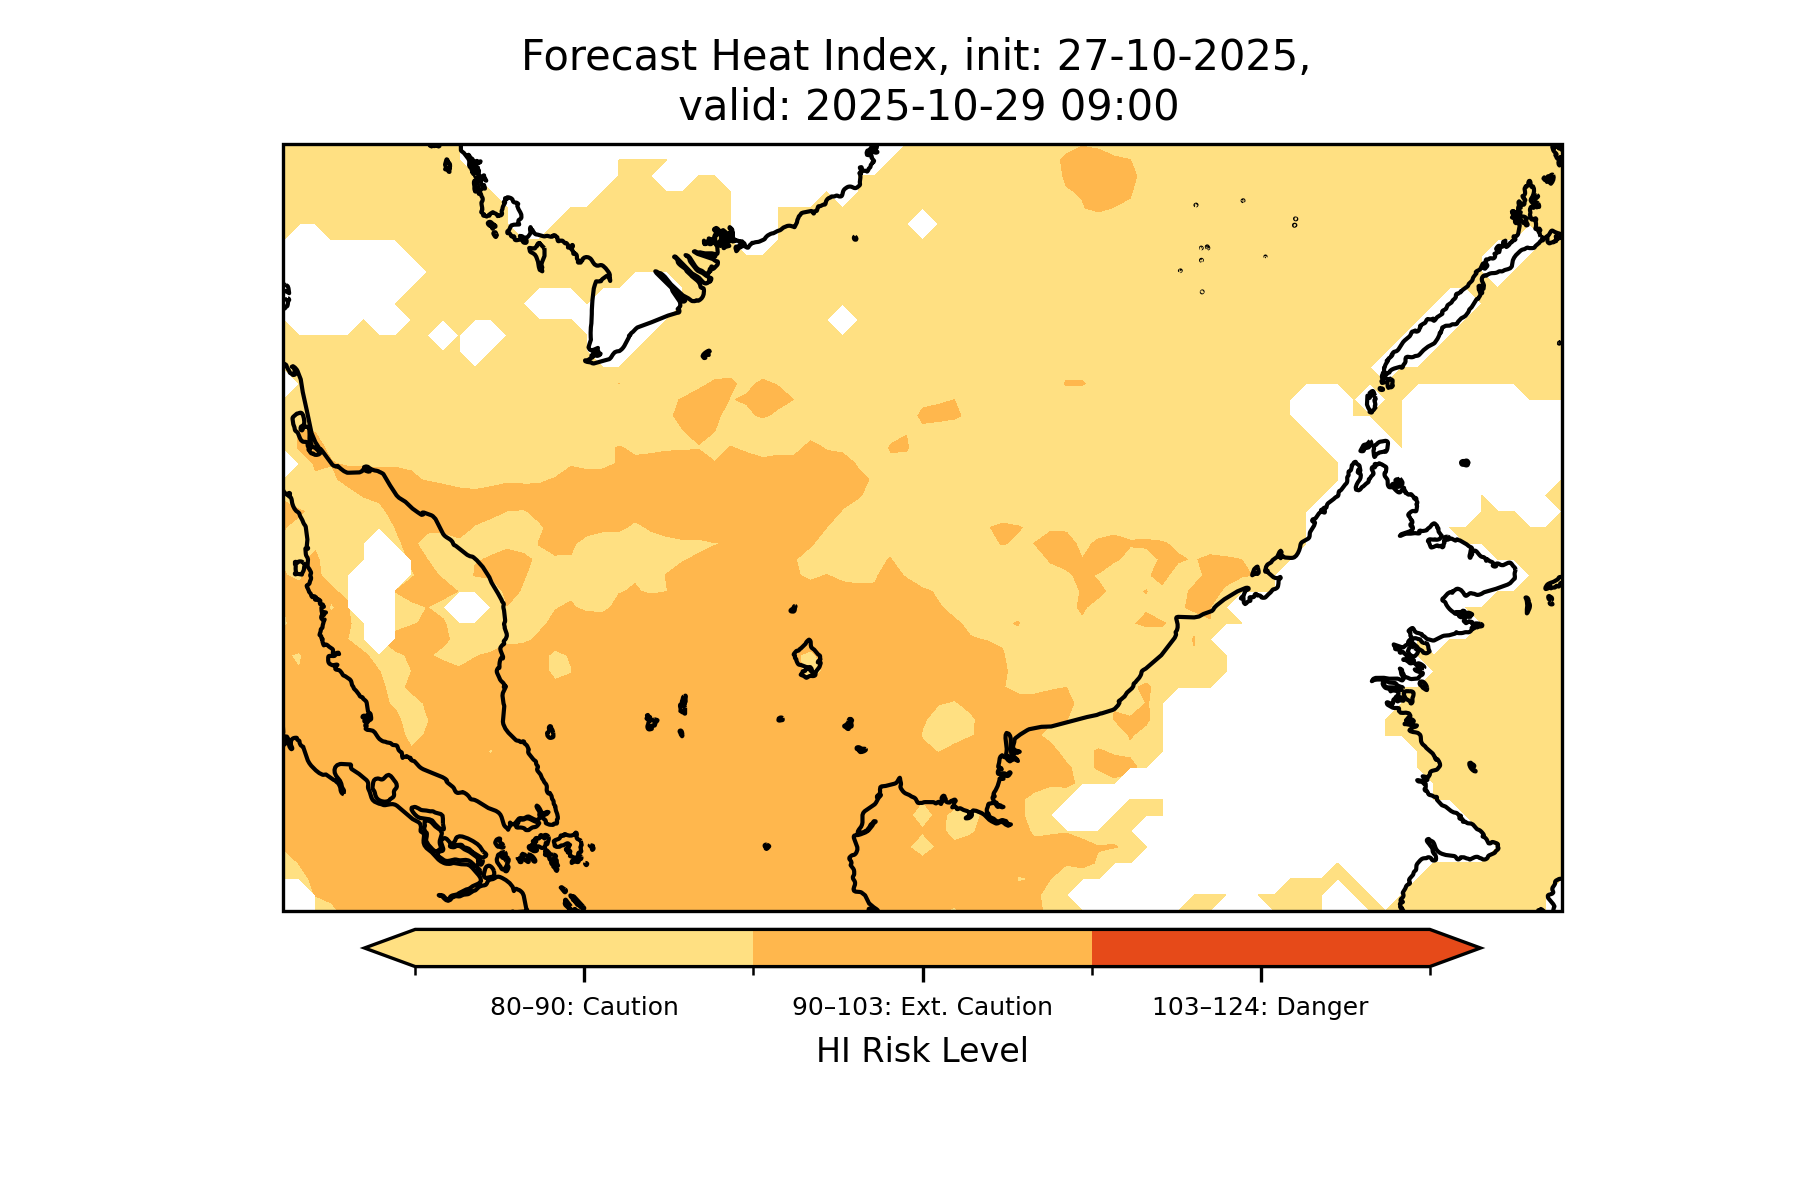 Forecast Heat Index, init: 27-10-2025,
valid: 2025-10-29 09:00
80–90: Caution
90–103: Ext. Caution
103–124: Danger
HI Risk Level